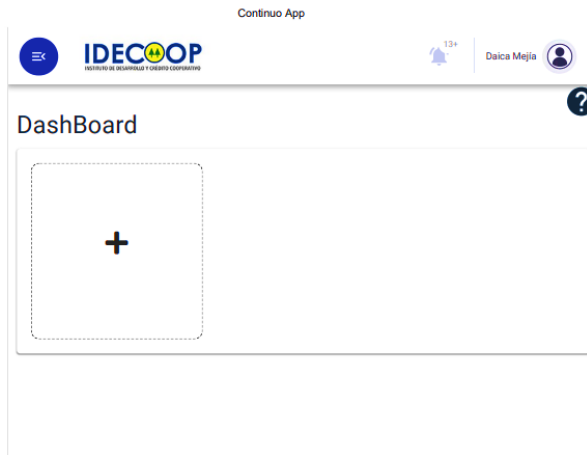 Continuo App
IDECOOP
INSTITUTO DE DESARROLLO Y CRÉDITO COOPERATIVO
13+
Daica Mejía
?
DashBoard
+